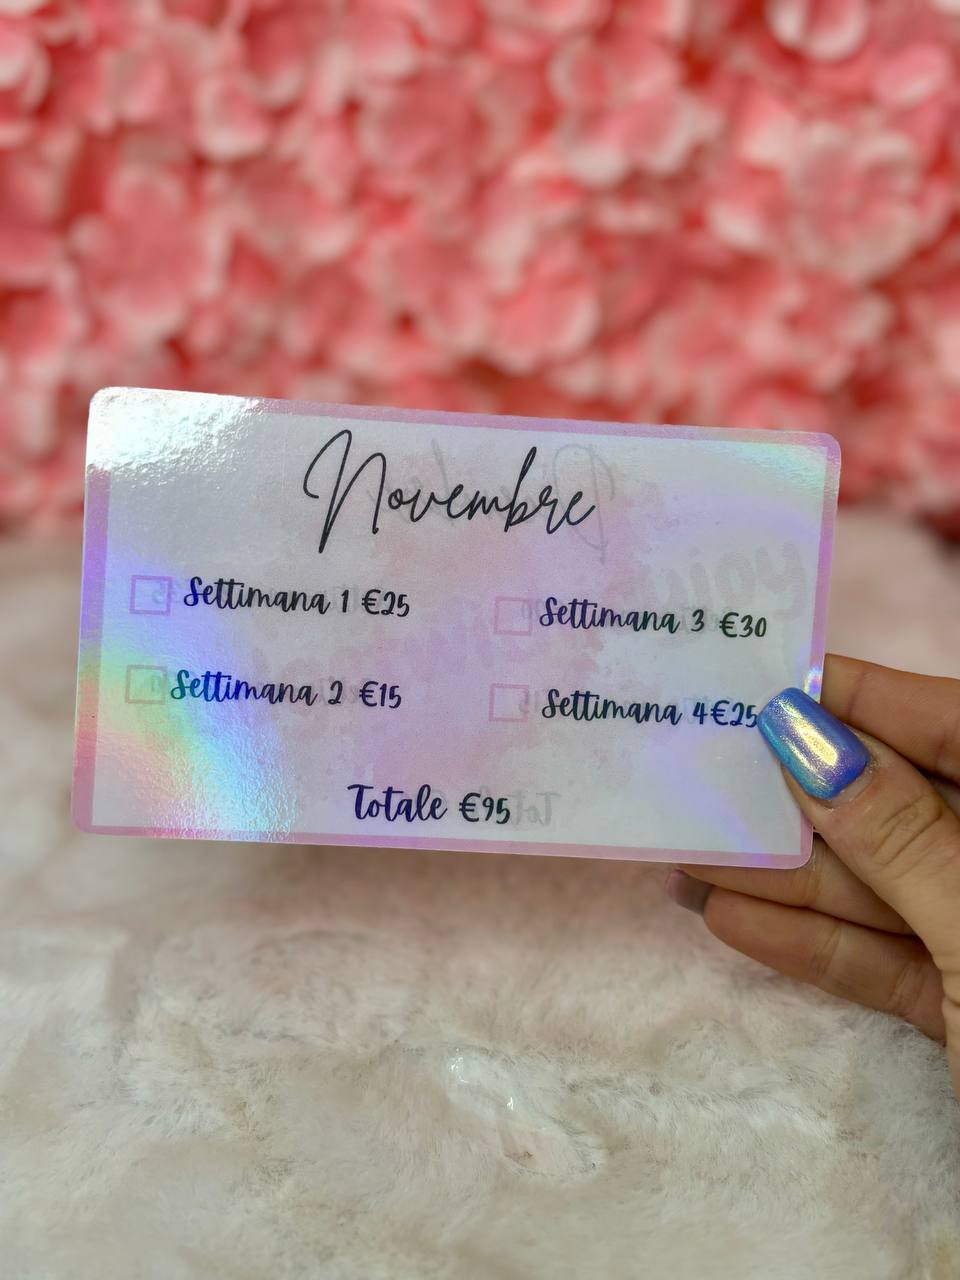 Novembre
Settimana 1 €25
Settimana 2 €15
Settimana 3 €30
Settimana 4€25
Totale €95